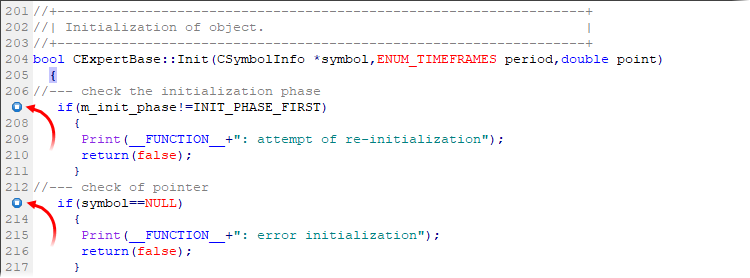 201 //+------------------------------------------------------------------+
202 //| Initialization of object.                                        |
203 //+------------------------------------------------------------------+
204 bool CExpertBase::Init(CSymbolInfo *symbol,ENUM_TIMEFRAMES period,double point)
205   {
206 //--- check the initialization phase
   if(m_init_phase!=INIT_PHASE_FIRST)
208      {
209       Print(__FUNCTION__+": attempt of re-initialization");
210       return(false);
211      }
212 //--- check of pointer
   if(symbol==NULL)
214      {
215       Print(__FUNCTION__+": error initialization");
216       return(false);
217      }